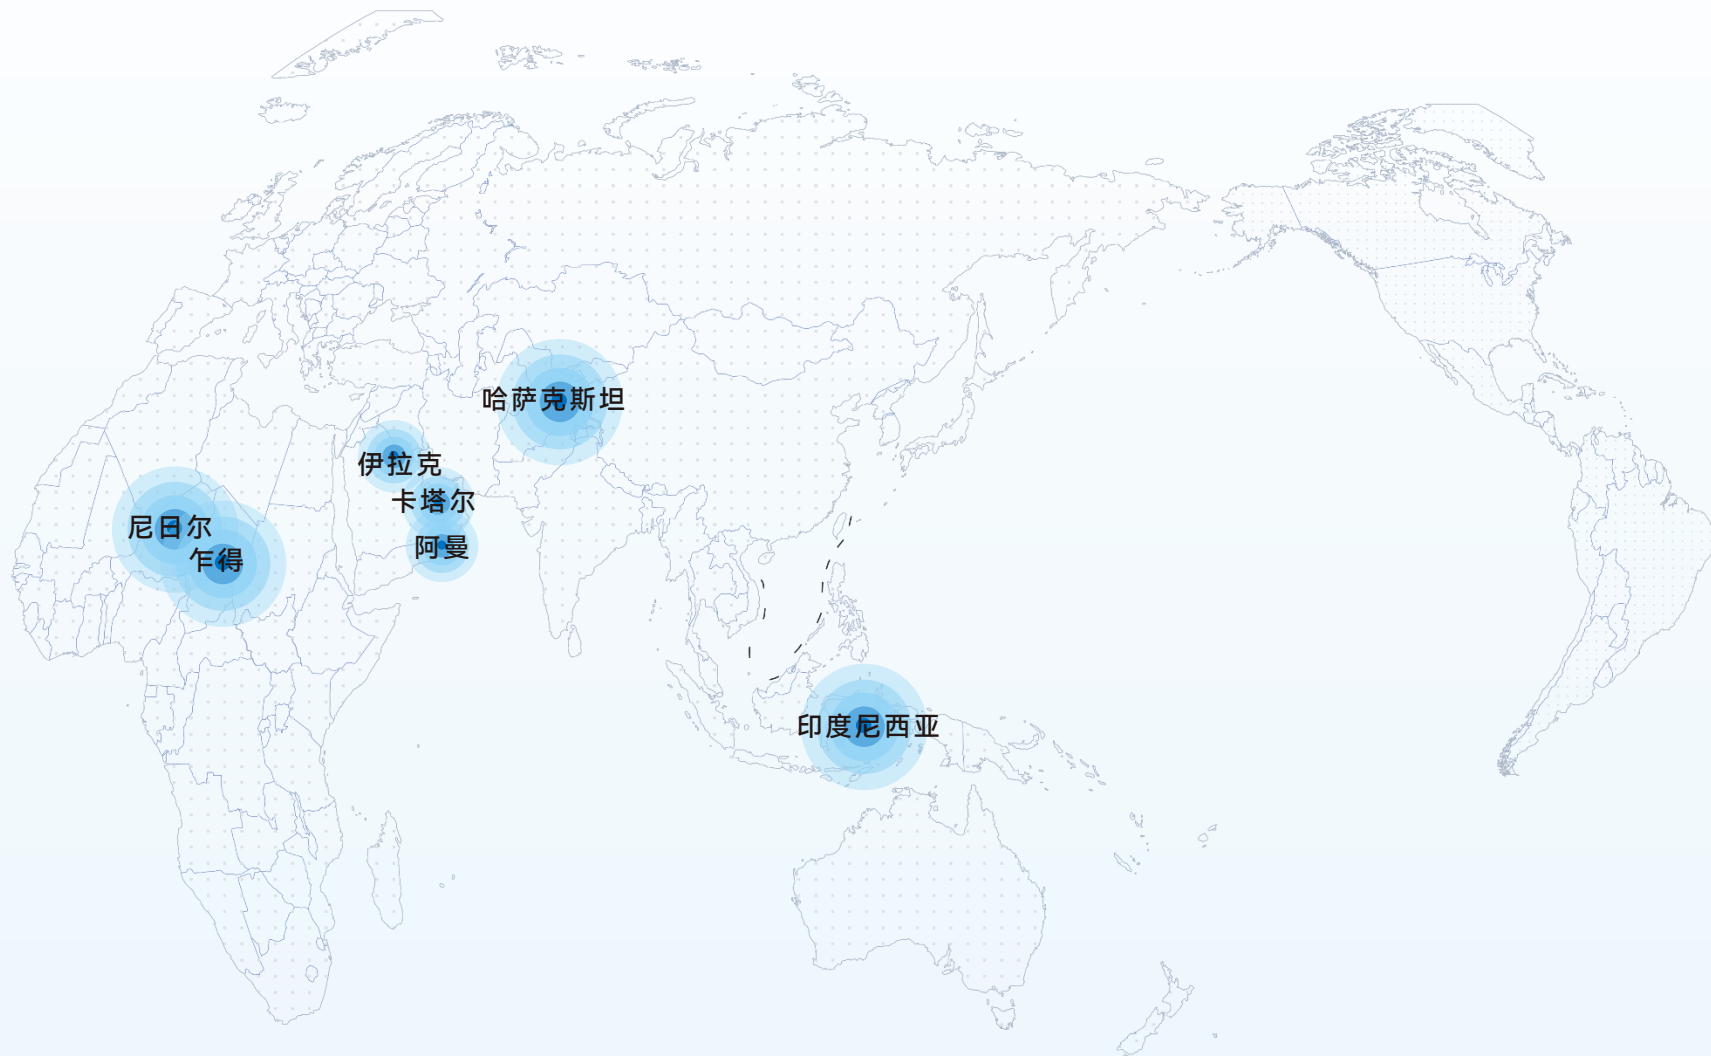 哈萨克斯坦
伊拉克
卡塔尔
尼日尔
阿曼
乍得
印度尼西亚